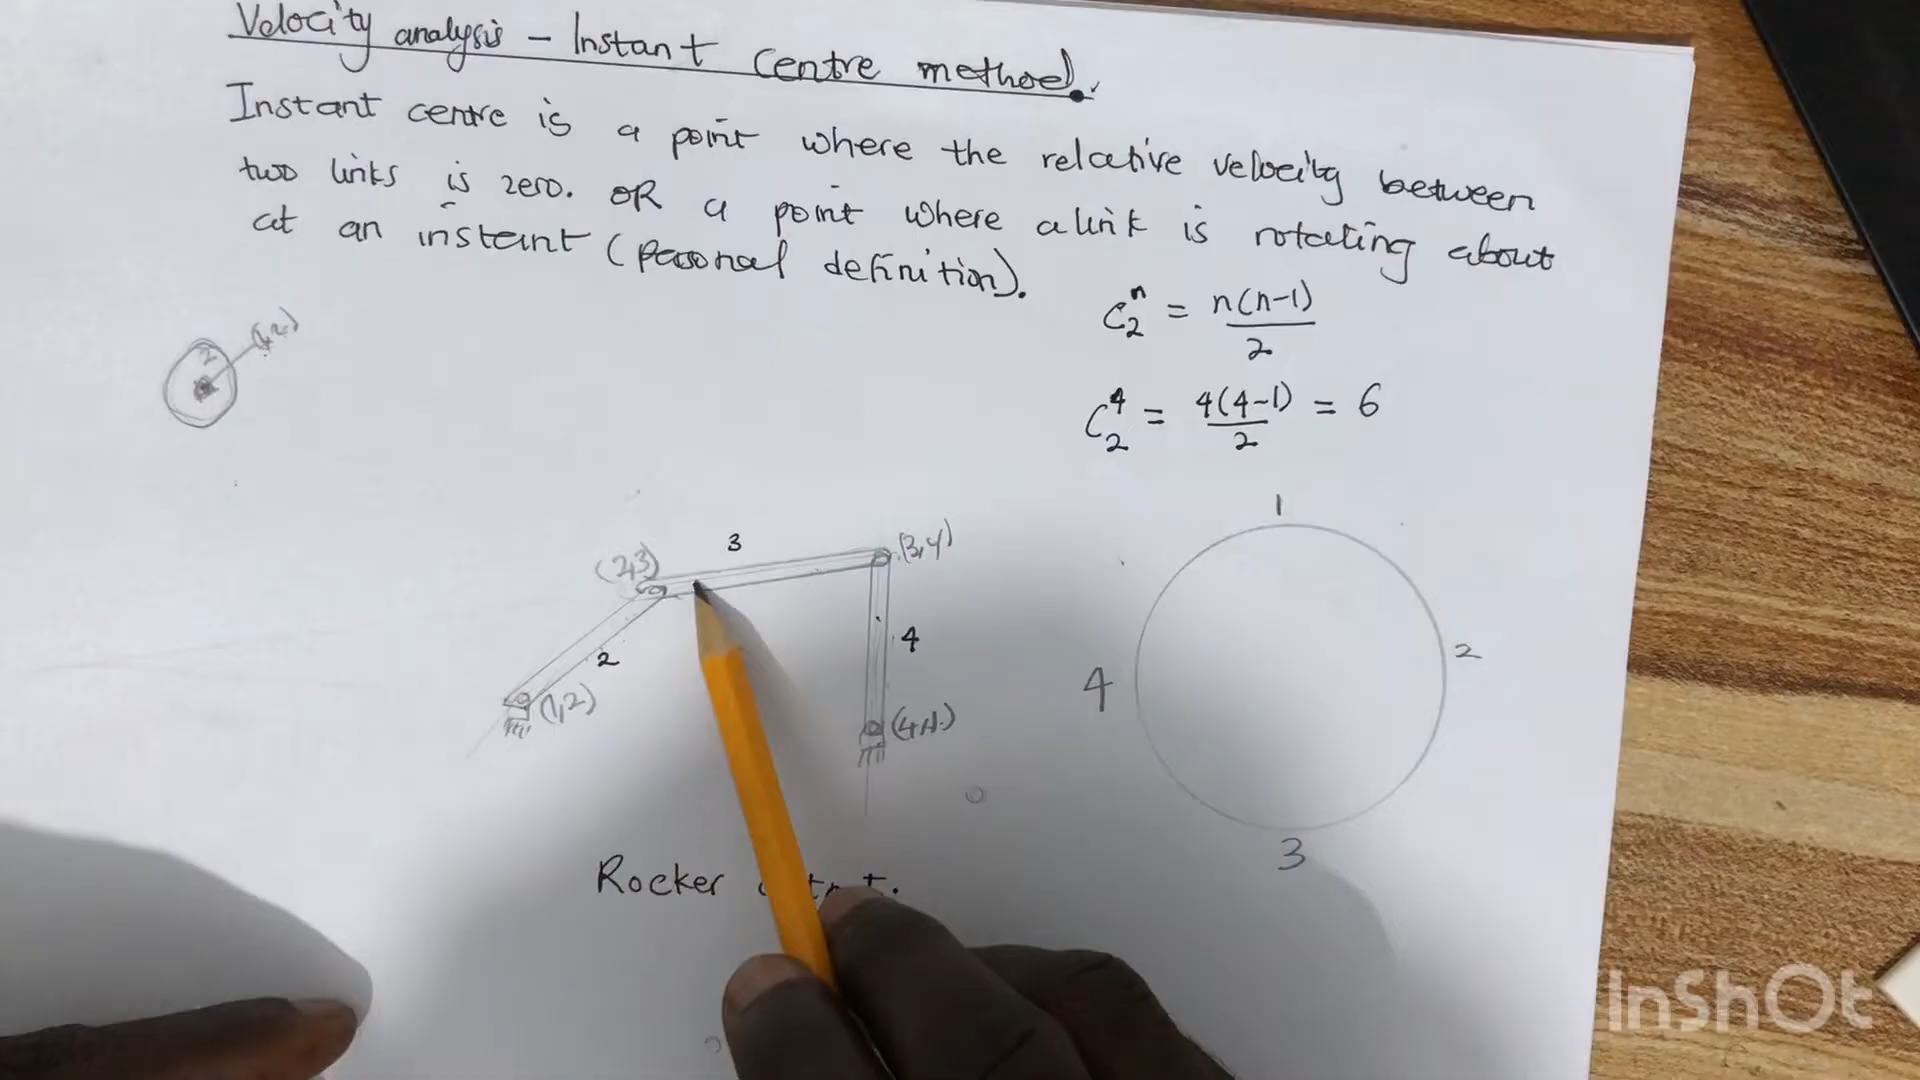 Velocity analysis - Instant Centre method.
Instant centre is a point where the relative velocity between
two links is zero. OR a point where a link is rotating about
at an instant (personal definition).
C₂ⁿ = n(n-1)/2
C₂⁴ = 4(4-1)/2 = 6
2
1
3
(2,3)
(3,4)
4
2
2
4
(1,2)
(4,1)
3
Rocker
InShOt